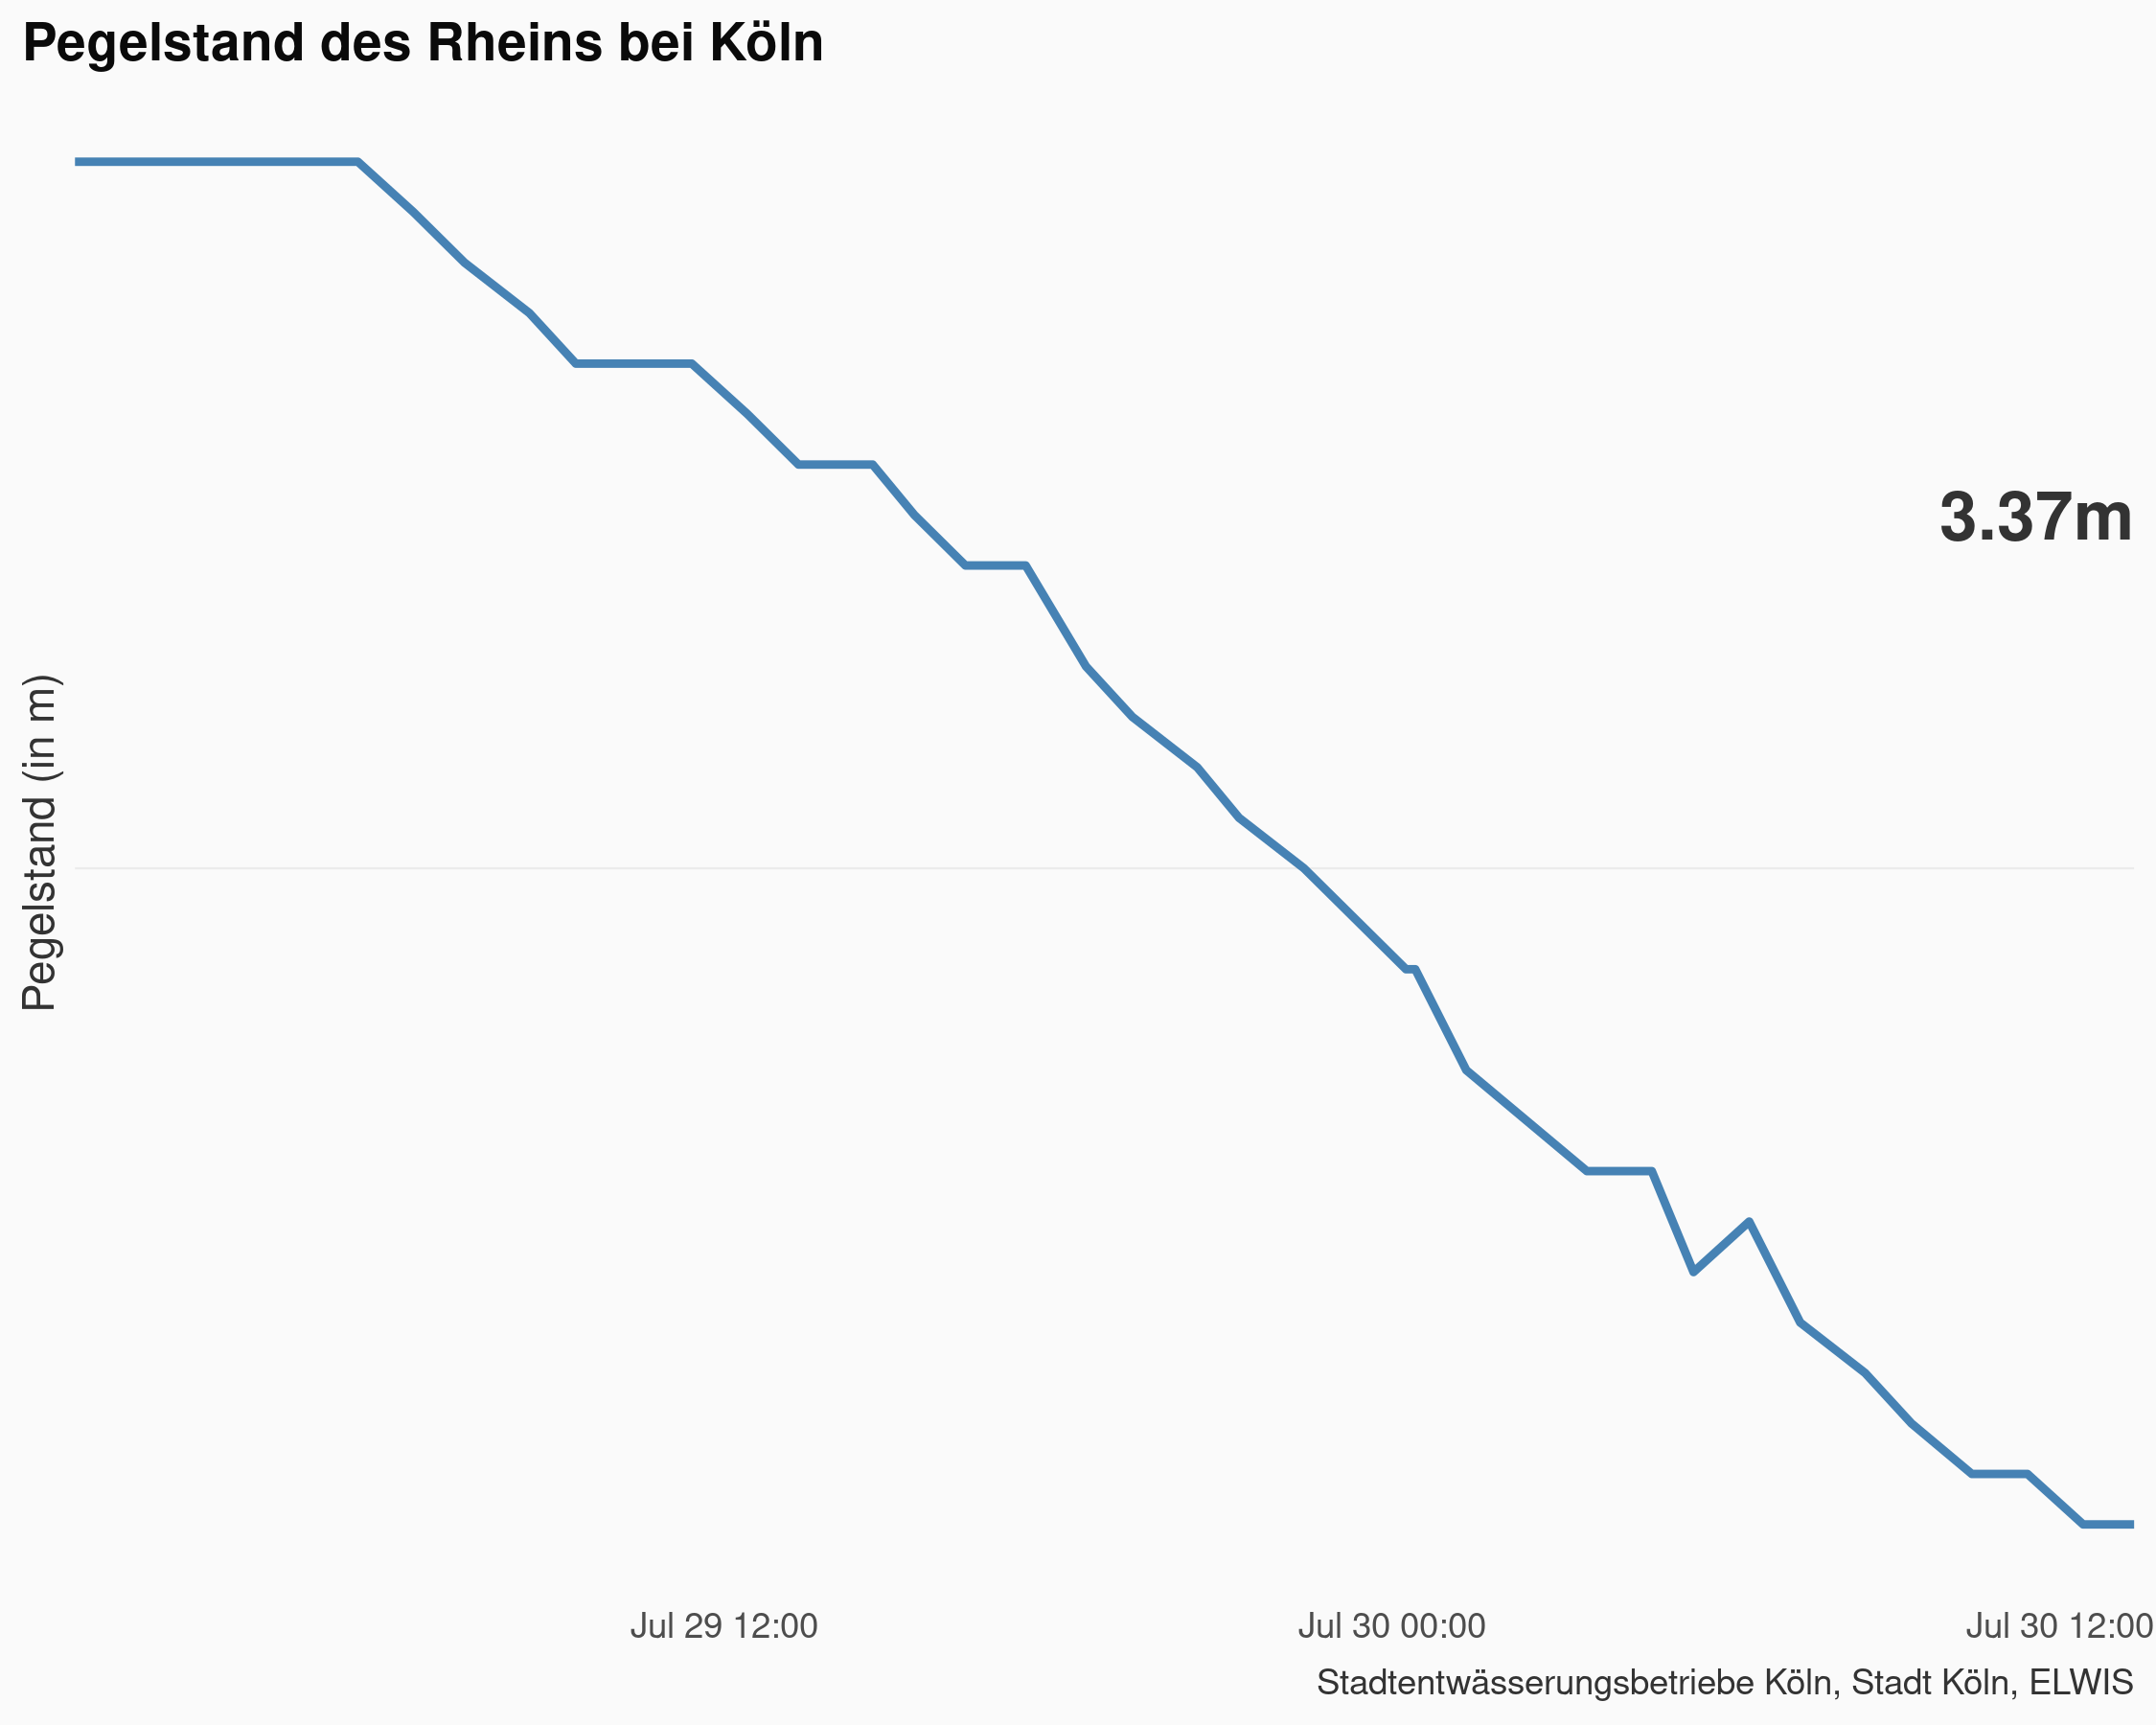 Pegelstand des Rheins bei Köln
3.37m
Pegelstand (in m)
Jul 29 12:00
Jul 30 00:00
Jul 30 12:00
Stadtentwässerungsbetriebe Köln, Stadt Köln, ELWIS